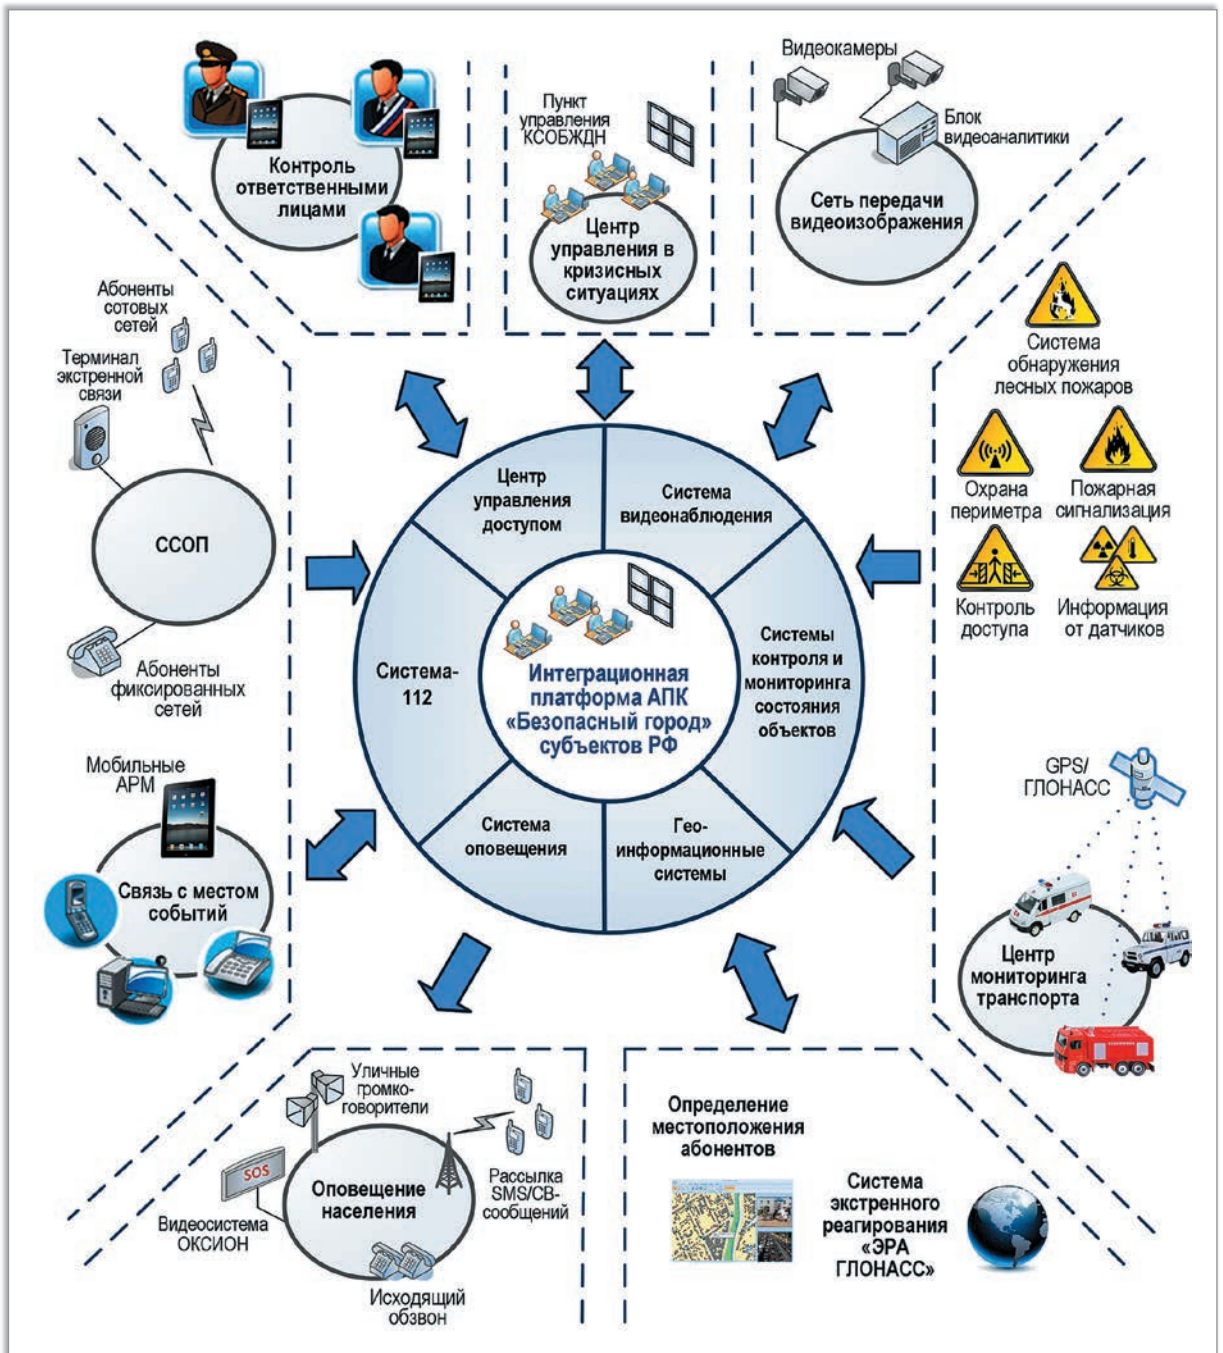 Контроль
ответственными
лицами
Пункт
управления
КСОБЖДН
Центр
управления в
кризисных
ситуациях
Видеокамеры
Блок
видеоаналитики
Сеть передачи
видеоизображения
Абоненты
сотовых
сетей
Терминал
экстренной
связи
ССОП
Абоненты
фиксированных
сетей
Система
обнаружения
лесных пожаров
Охрана
периметра
Пожарная
сигнализация
Контроль
доступа
Информация
от датчиков
Центр
управления
доступом
Система
видеонаблюдения
Система-
112
Интеграционная
платформа АПК
«Безопасный город»
субъектов РФ
Системы
контроля и
мониторинга
состояния
объектов
Система
оповещения
Гео-
информационные
системы
Мобильные
АРМ
Связь с местом
событий
GPS/
ГЛОНАСС
Центр
мониторинга
транспорта
Уличные
громко-
говорители
SOS
Видеосистема
ОКСИОН
Оповещение
населения
Рассылка
SMS/CB-
сообщений
Исходящий
обзвон
Определение
местоположения
абонентов
Система
экстренного
реагирования
«ЭРА
ГЛОНАСС»